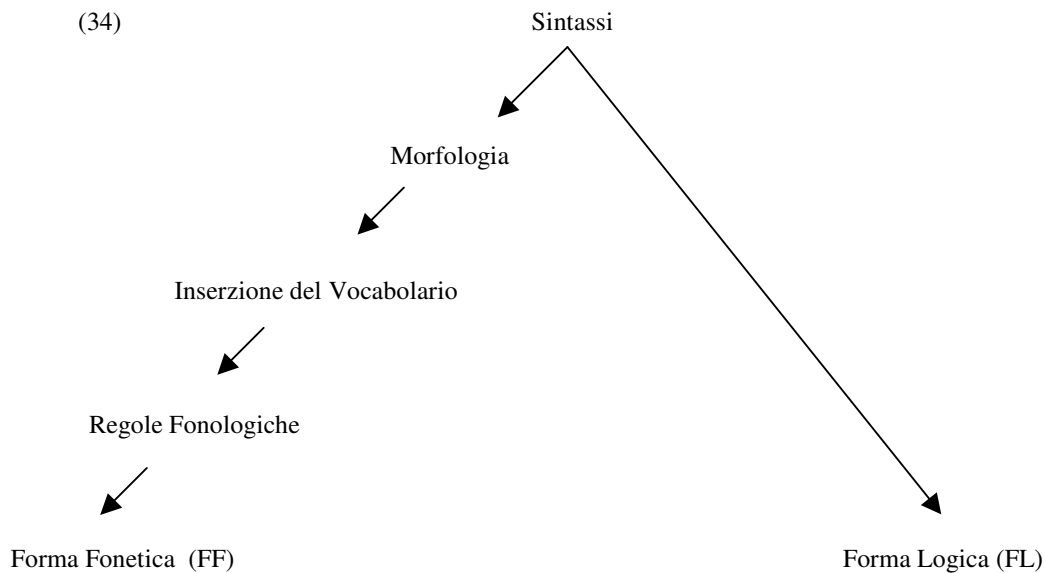 (34) Sintassi
Morfologia
Inserzione del Vocabolario
Regole Fonologiche
Forma Fonetica (FF) Forma Logica (FL)